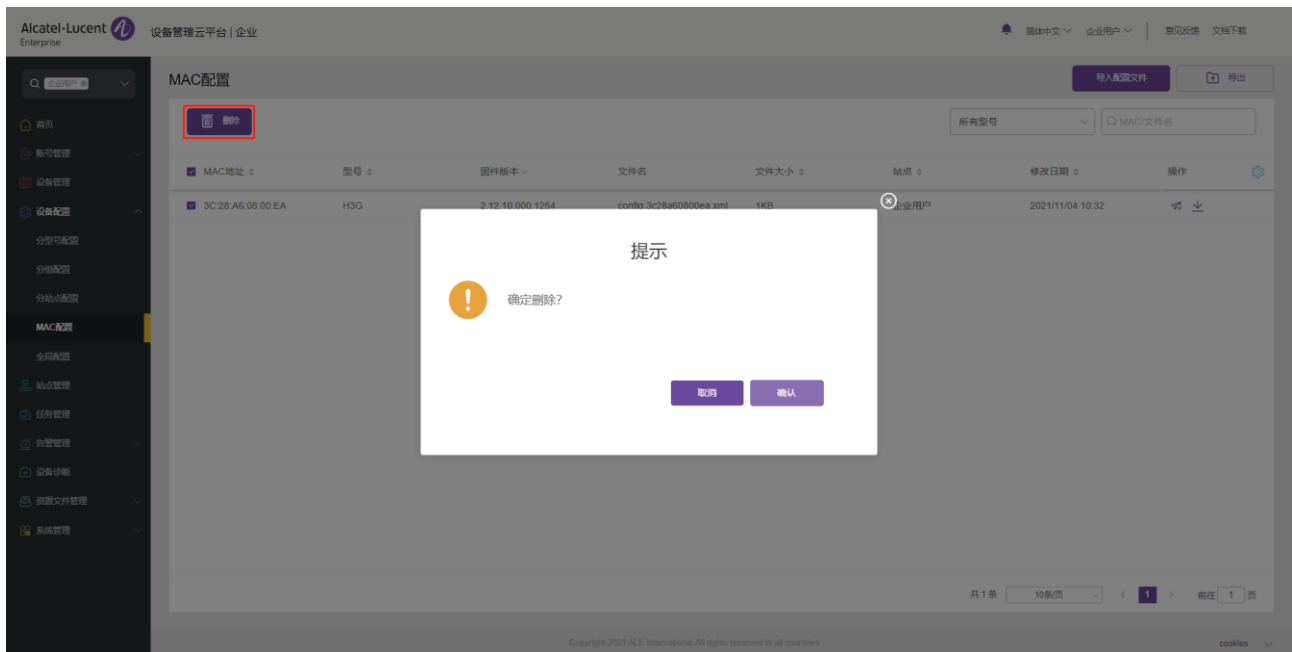 Alcatel·Lucent
Enterprise
设备管理云平台 | 企业
简体中文 企业用户 意见反馈 文档下载
企业用户
MAC配置
导入配置文件 导出
首页
账号管理
设备管理
设备配置
分型号配置
分组配置
分站点配置
MAC配置
全局配置
站点管理
任务管理
告警管理
设备诊断
资源文件管理
系统管理
删除
所有型号
MAC/文件名
MAC地址 型号 固件版本 文件名 文件大小 站点 修改日期 操作
3C:28:A6:08:00:EA H3G 2.12.10.000.1254 config.3c28a60800ea.xml 1KB 企业用户 2021/11/04 10:32
提示
确定删除?
取消 确认
共 1 条 10条/页 1 前往 1 页
Copyright 2021 ALE International.All rights reserved in all countries
cookies